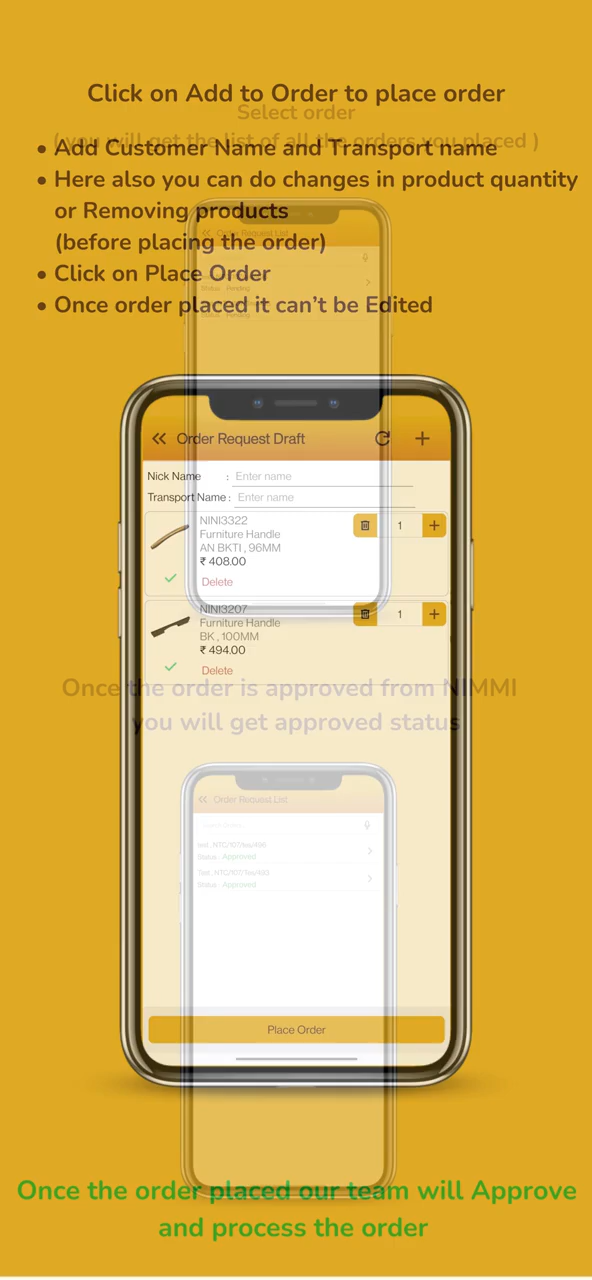 Click on Add to Order to place order
Select order
( you will get the list of all the orders you placed )
• Add Customer Name and Transport name
• Here also you can do changes in product quantity
or Removing products
(before placing the order)
• Click on Place Order
• Once order placed it can't be Edited
Order Request List
Status : Pending
Status : Pending
Order Request Draft
Nick Name : Enter name
Transport Name : Enter name
NINI3322
Furniture Handle
AN BKTI , 96MM
₹ 408.00
Delete
1
NINI3207
Furniture Handle
BK , 100MM
₹ 494.00
Delete
1
Once the order is approved from NIMMI
you will get approved status
Order Request List
Status : Approved
Status : Approved
Place Order
Once the order placed our team will Approve
and process the order